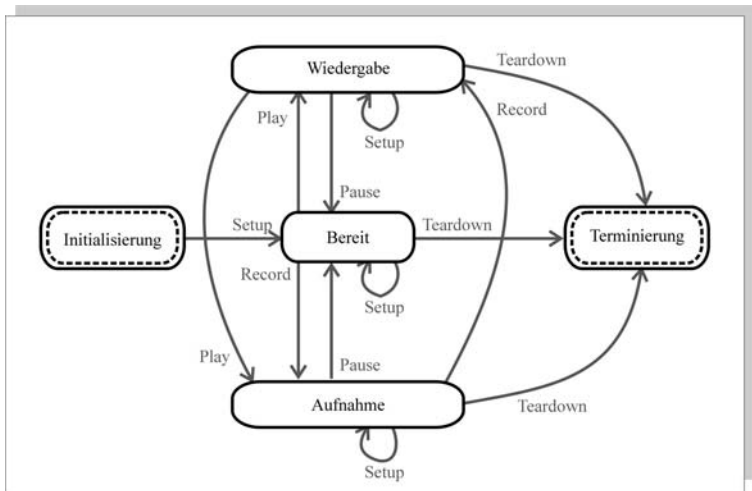 Wiedergabe
Teardown
Play
Record
Setup
Pause
Initialisierung
Setup
Bereit
Teardown
Terminierung
Record
Setup
Play
Pause
Aufnahme
Teardown
Setup